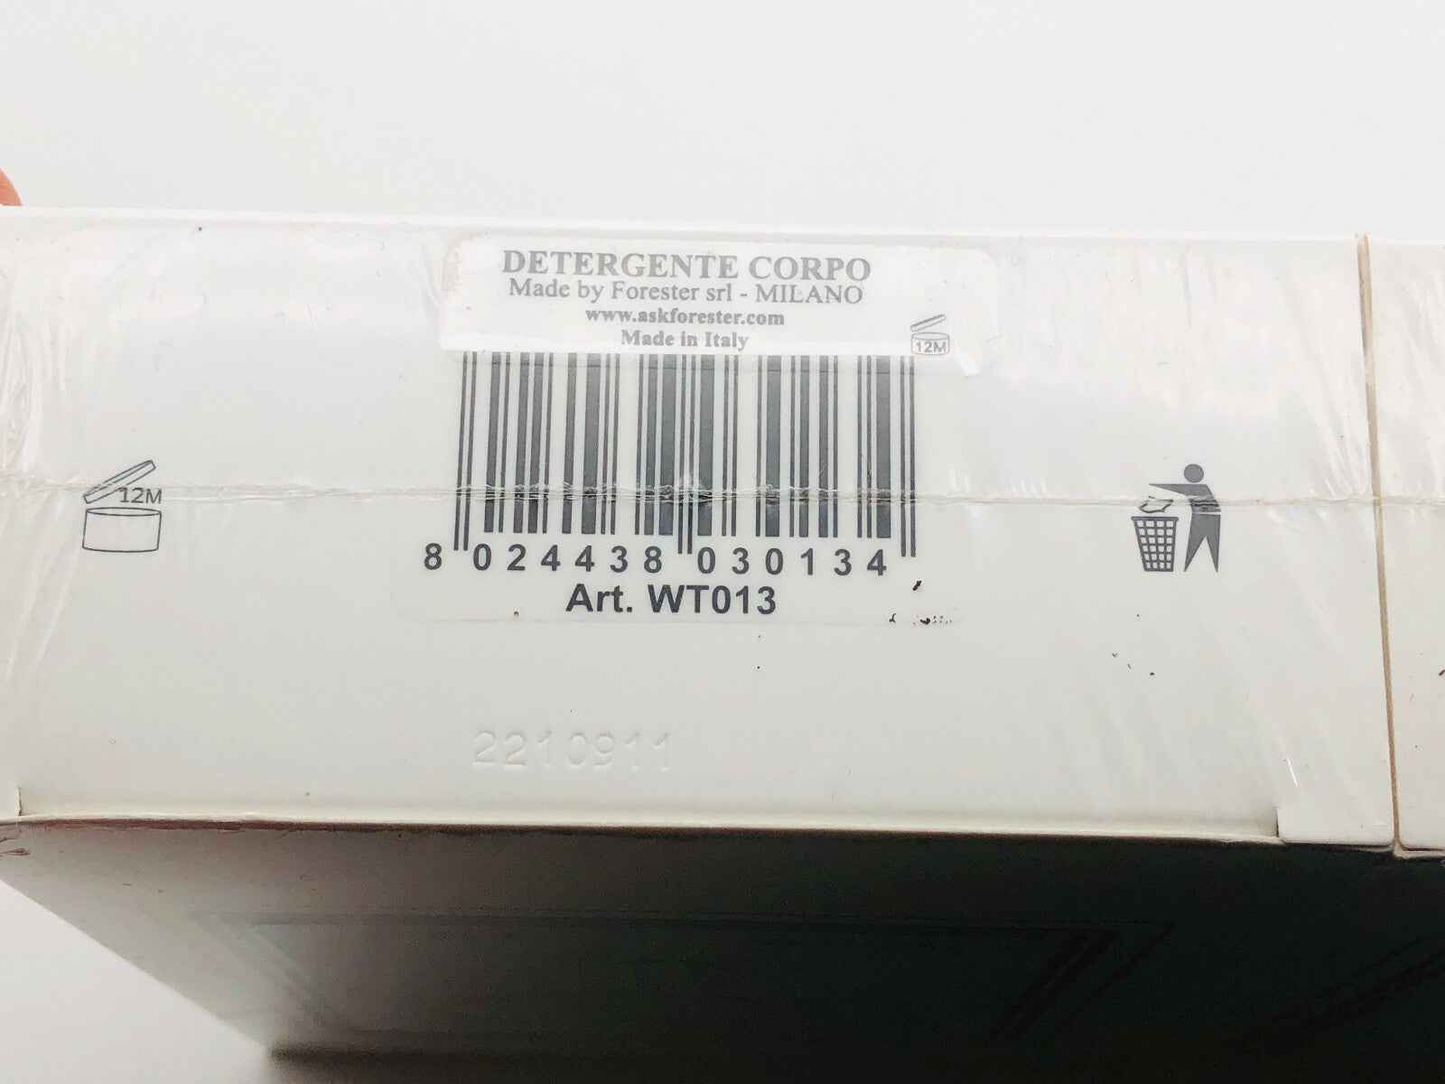 DETERGENTE CORPO
Made by Forester srl - MILANO
www.askforester.com
Made in Italy
12M
12M
8 024438 030134
Art. WT013
2210911